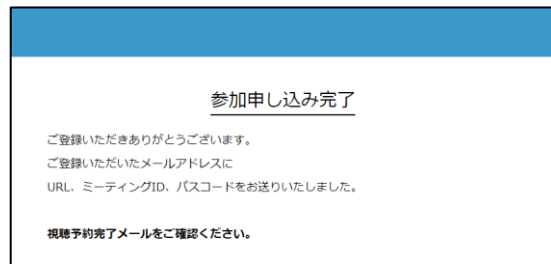 参加申し込み完了
ご登録いただきありがとうございます。
ご登録いただいたメールアドレスに
URL、ミーティングID、パスコードをお送りいたしました。
視聴予約完了メールをご確認ください。